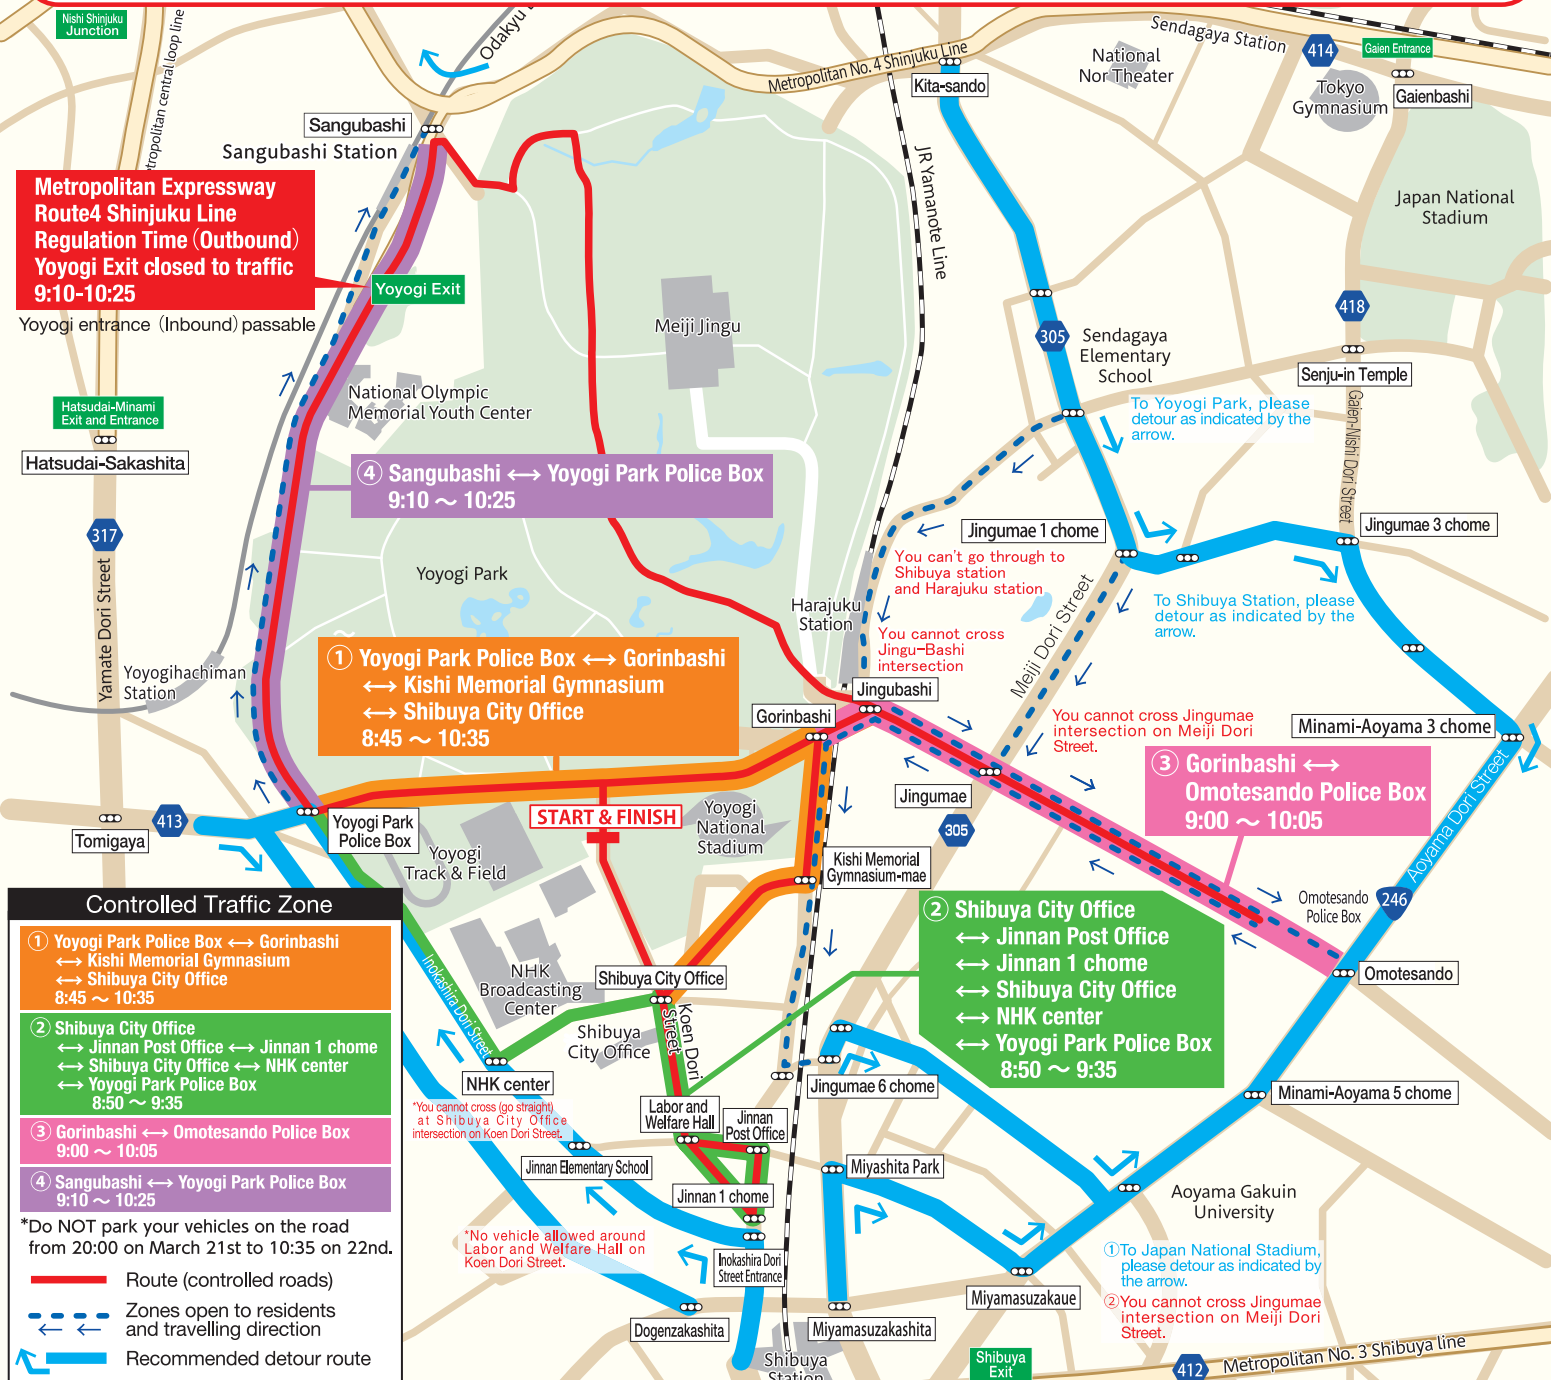 Nishi Shinjuku
Junction
Metropolitan central loop line
Odakyu
Sendagaya Station
414
Gaien Entrance
National
Nor Theater
Tokyo
Gymnasium
Gaienbashi
Metropolitan No. 4 Shinjuku Line
Kita-sando
Sangubashi
Sangubashi Station
JR Yamanote Line
Japan National
Stadium
Metropolitan Expressway
Route4 Shinjuku Line
Regulation Time (Outbound)
Yoyogi Exit closed to traffic
9:10-10:25
Yoyogi entrance (Inbound) passable
Yoyogi Exit
Meiji Jingu
305
Sendagaya
Elementary
School
418
Senju-in Temple
Gaien-Nishi Dori Street
National Olympic
Memorial Youth Center
Hatsudai-Minami
Exit and Entrance
Hatsudai-Sakashita
To Yoyogi Park, please
detour as indicated by the
arrow.
④ Sangubashi ⟷ Yoyogi Park Police Box
9:10 ～ 10:25
317
Yamate Dori Street
Jingumae 1 chome
Jingumae 3 chome
You can't go through to
Shibuya station
and Harajuku station
Yoyogi Park
Harajuku
Station
Meiji Dori Street
To Shibuya Station, please
detour as indicated by the
arrow.
You cannot cross
Jingu-Bashi
intersection
Yoyogihachiman
Station
① Yoyogi Park Police Box ⟷ Gorinbashi
⟷ Kishi Memorial Gymnasium
⟷ Shibuya City Office
8:45 ～ 10:35
Jingubashi
Gorinbashi
You cannot cross Jingumae
intersection on Meiji Dori
Street.
Minami-Aoyama 3 chome
③ Gorinbashi ⟷
Omotesando Police Box
9:00 ～ 10:05
Aoyama Dori Street
Jingumae
305
START & FINISH
Yoyogi
National
Stadium
413
Tomigaya
Yoyogi Park
Police Box
Yoyogi
Track & Field
Kishi Memorial
Gymnasium-mae
Omotesando
Police Box
246
Omotesando
② Shibuya City Office
⟷ Jinnan Post Office
⟷ Jinnan 1 chome
⟷ Shibuya City Office
⟷ NHK center
⟷ Yoyogi Park Police Box
8:50 ～ 9:35
Controlled Traffic Zone
① Yoyogi Park Police Box ⟷ Gorinbashi
⟷ Kishi Memorial Gymnasium
⟷ Shibuya City Office
8:45 ～ 10:35
② Shibuya City Office
⟷ Jinnan Post Office ⟷ Jinnan 1 chome
⟷ Shibuya City Office ⟷ NHK center
⟷ Yoyogi Park Police Box
8:50 ～ 9:35
③ Gorinbashi ⟷ Omotesando Police Box
9:00 ～ 10:05
④ Sangubashi ⟷ Yoyogi Park Police Box
9:10 ～ 10:25
*Do NOT park your vehicles on the road
from 20:00 on March 21st to 10:35 on 22nd.
Route (controlled roads)
Zones open to residents
and travelling direction
Recommended detour route
Inokashira Dori Street
NHK
Broadcasting
Center
Shibuya City Office
Shibuya
City Office
Koen Dori
Street
NHK center
*You cannot cross (go straight)
at Shibuya City Office
intersection on Koen Dori Street.
Labor and
Welfare Hall
Jinnan
Post Office
Jinnan Elementary School
Jinnan 1 chome
*No vehicle allowed around
Labor and Welfare Hall on
Koen Dori Street.
Inokashira Dori
Street Entrance
Dogenzakashita
Jingumae 6 chome
Miyashita Park
Minami-Aoyama 5 chome
Aoyama Gakuin
University
①To Japan National Stadium,
please detour as indicated by
the arrow.
②You cannot cross Jingumae
intersection on Meiji Dori
Street.
Miyamasuzakaue
Miyamasuzakashita
Shibuya
Station
Shibuya
Exit
412
Metropolitan No. 3 Shibuya line